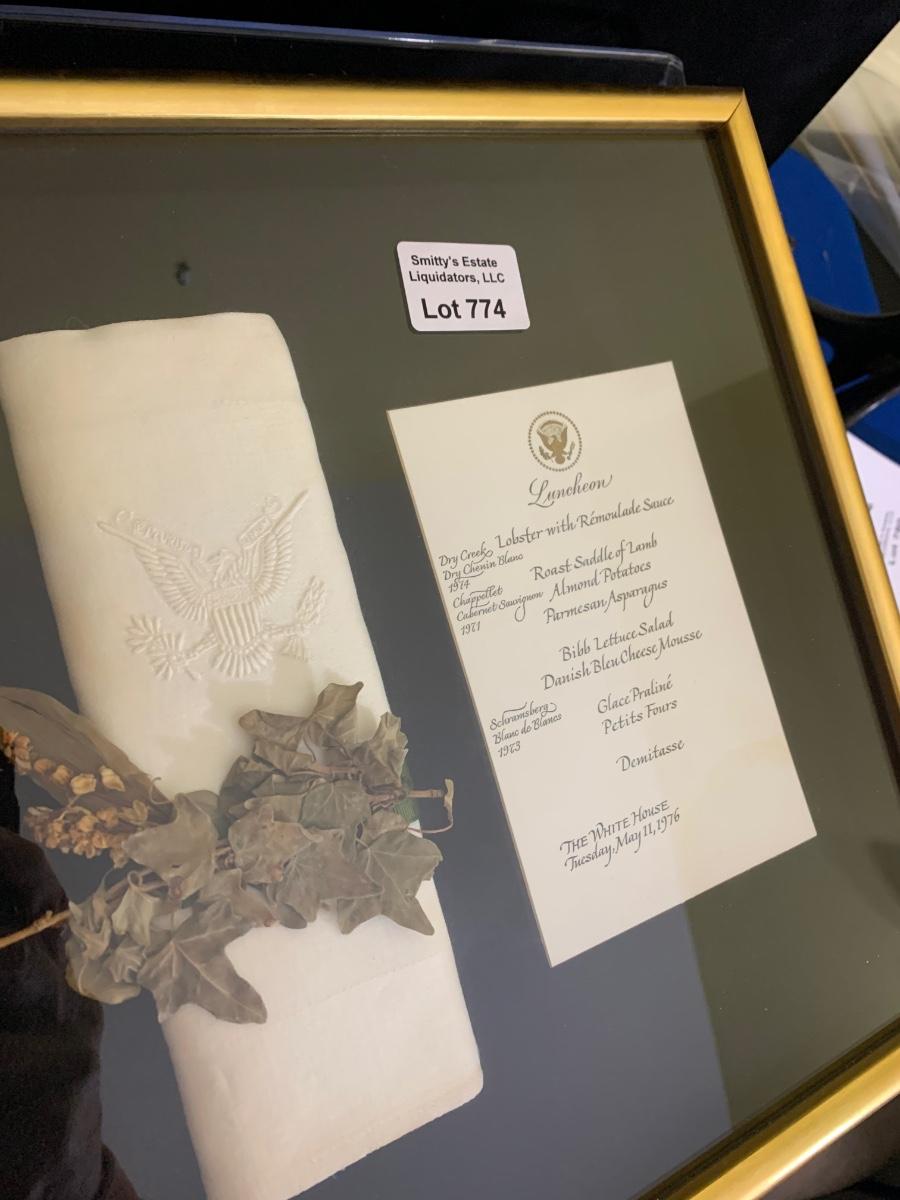 Smitty's Estate
Liquidators, LLC
Lot 774
Luncheon
Lobster with Rémoulade Sauce
Dry Creek
Dry Chenin Blanc
1974
Roast Saddle of Lamb
Almond Potatoes
Parmesan Asparagus
Chappellet
Cabernet Sauvignon
1971
Bibb Lettuce Salad
Danish Bleu Cheese Mousse
Schramsberg
Blanc de Blancs
1973
Glace Praliné
Petits Fours
Demitasse
THE WHITE HOUSE
Tuesday, May 11, 1976